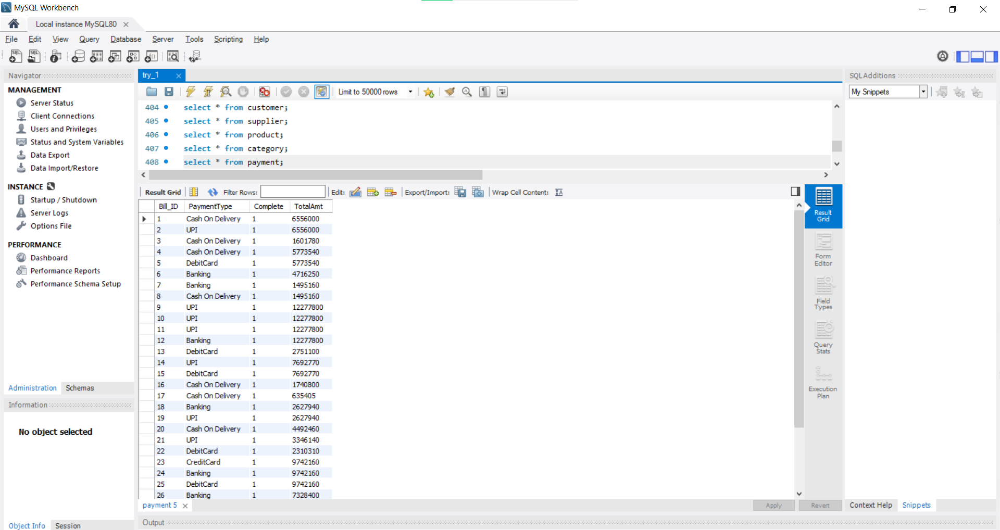 MySQL Workbench
Local instance MySQL80
File Edit View Query Database Server Tools Scripting Help
Navigator
MANAGEMENT
Server Status
Client Connections
Users and Privileges
Status and System Variables
Data Export
Data Import/Restore
INSTANCE
Startup / Shutdown
Server Logs
Options File
PERFORMANCE
Dashboard
Performance Reports
Performance Schema Setup
Administration Schemas
Information
No object selected
Object Info Session
try_1
Limit to 50000 rows
404 select * from customer;
405 select * from supplier;
406 select * from product;
407 select * from category;
408 select * from payment;
Result Grid Filter Rows: Edit: Export/Import: Wrap Cell Content:
Bill_ID PaymentType Complete TotalAmt
1 Cash On Delivery 1 6556000
2 UPI 1 6556000
3 Cash On Delivery 1 1601780
4 Cash On Delivery 1 5773540
5 DebitCard 1 5773540
6 Banking 1 4716250
7 Banking 1 1495160
8 Cash On Delivery 1 1495160
9 UPI 1 12277800
10 UPI 1 12277800
11 UPI 1 12277800
12 Banking 1 12277800
13 DebitCard 1 2751100
14 UPI 1 7692770
15 DebitCard 1 7692770
16 Cash On Delivery 1 1740800
17 Cash On Delivery 1 635405
18 Banking 1 2627940
19 UPI 1 2627940
20 Cash On Delivery 1 4492460
21 UPI 1 3346140
22 DebitCard 1 2310310
23 CreditCard 1 9742160
24 Banking 1 9742160
25 DebitCard 1 9742160
26 Banking 1 7328400
payment 5
Apply Revert
Output
Result
Grid
Form
Editor
Field
Types
Query
Stats
Execution
Plan
SQLAdditions
My Snippets
Context Help Snippets